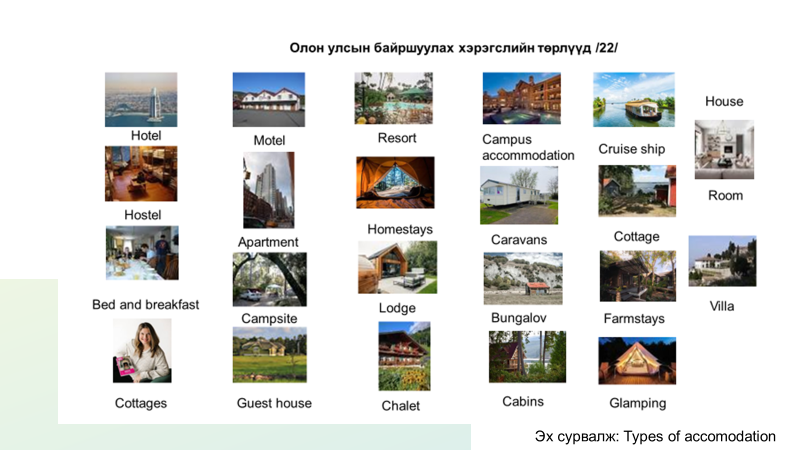 Олон улсын байршуулах хэрэгслийн төрлүүд /22/
Hotel
Motel
Resort
Campus
accommodation
Cruise ship
House
Hostel
Apartment
Homestays
Caravans
Cottage
Room
Bed and breakfast
Campsite
Lodge
Bungalov
Farmstays
Villa
Cottages
Guest house
Chalet
Cabins
Glamping
Эх сурвалж: Types of accomodation